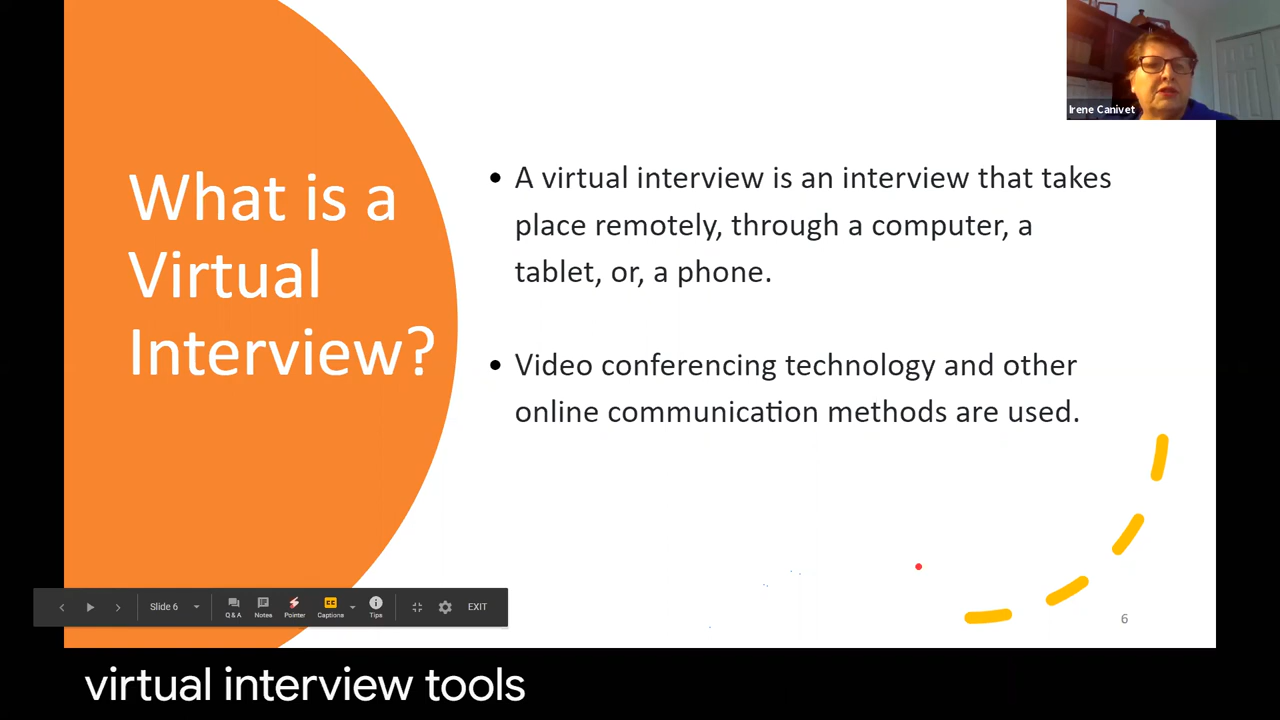 Irene Canivet
What is a
Virtual
Interview?
• A virtual interview is an interview that takes
place remotely, through a computer, a
tablet, or, a phone.
• Video conferencing technology and other
online communication methods are used.
Slide 6
Q & A
Notes
Pointer
Captions
Tips
EXIT
6
virtual interview tools